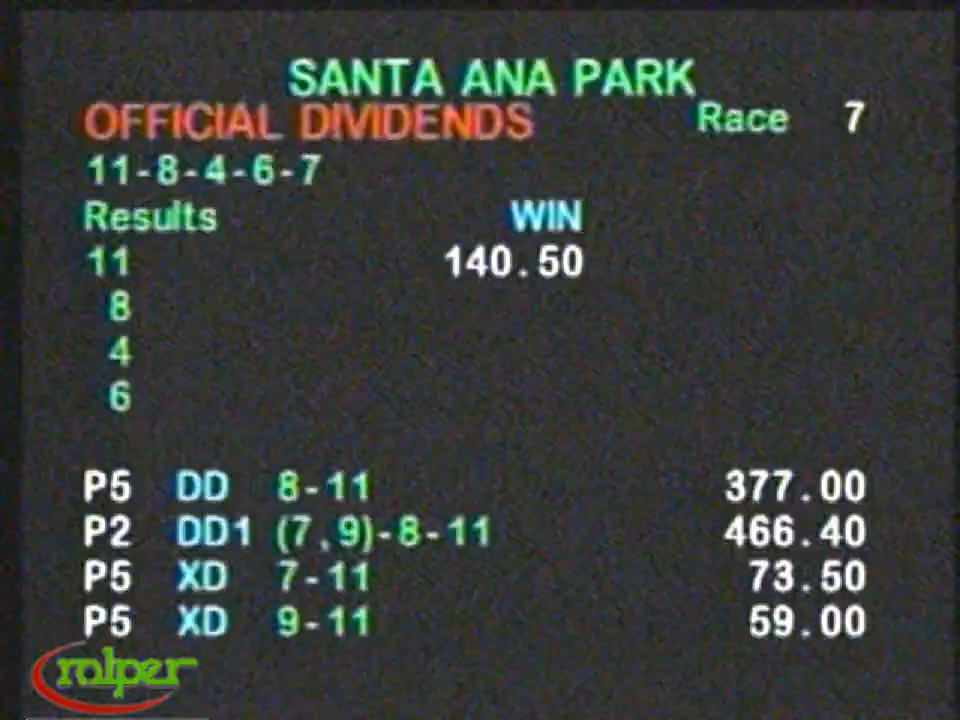 SANTA ANA PARK
OFFICIAL DIVIDENDS Race 7
11-8-4-6-7
Results WIN
11 140.50
8
4
6
P5 DD 8-11 377.00
P2 DD1 (7,9)-8-11 466.40
P5 XD 7-11 73.50
P5 XD 9-11 59.00
rolper